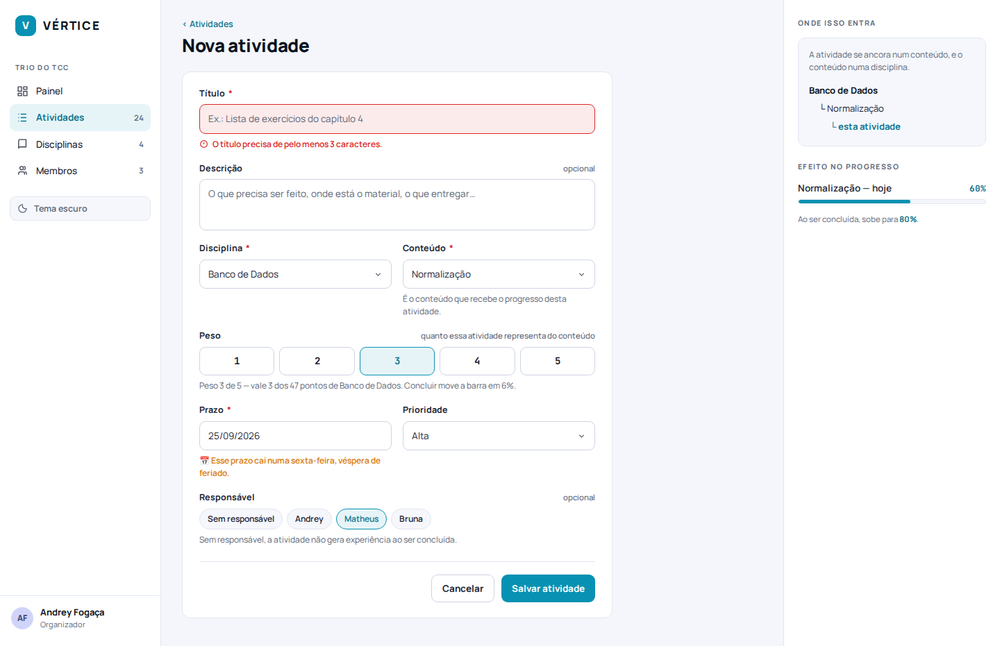 V VÉRTICE
TRIO DO TCC
Painel
Atividades 24
Disciplinas 4
Membros 3
Tema escuro
AF Andrey Fogaça
Organizador
‹ Atividades
Nova atividade
Título *
Ex.: Lista de exercícios do capítulo 4
O título precisa de pelo menos 3 caracteres.
Descrição opcional
O que precisa ser feito, onde está o material, o que entregar…
Disciplina * Conteúdo *
Banco de Dados Normalização
É o conteúdo que recebe o progresso desta
atividade.
Peso quanto essa atividade representa do conteúdo
1 2 3 4 5
Peso 3 de 5 — vale 3 dos 47 pontos de Banco de Dados. Concluir move a barra em 6%.
Prazo * Prioridade
25/09/2026 Alta
📅 Esse prazo cai numa sexta-feira, véspera de
feriado.
Responsável opcional
Sem responsável Andrey Matheus Bruna
Sem responsável, a atividade não gera experiência ao ser concluída.
Cancelar Salvar atividade
ONDE ISSO ENTRA
A atividade se ancora num conteúdo, e o
conteúdo numa disciplina.
Banco de Dados
└ Normalização
└ esta atividade
EFEITO NO PROGRESSO
Normalização — hoje 60%
Ao ser concluída, sobe para 80%.